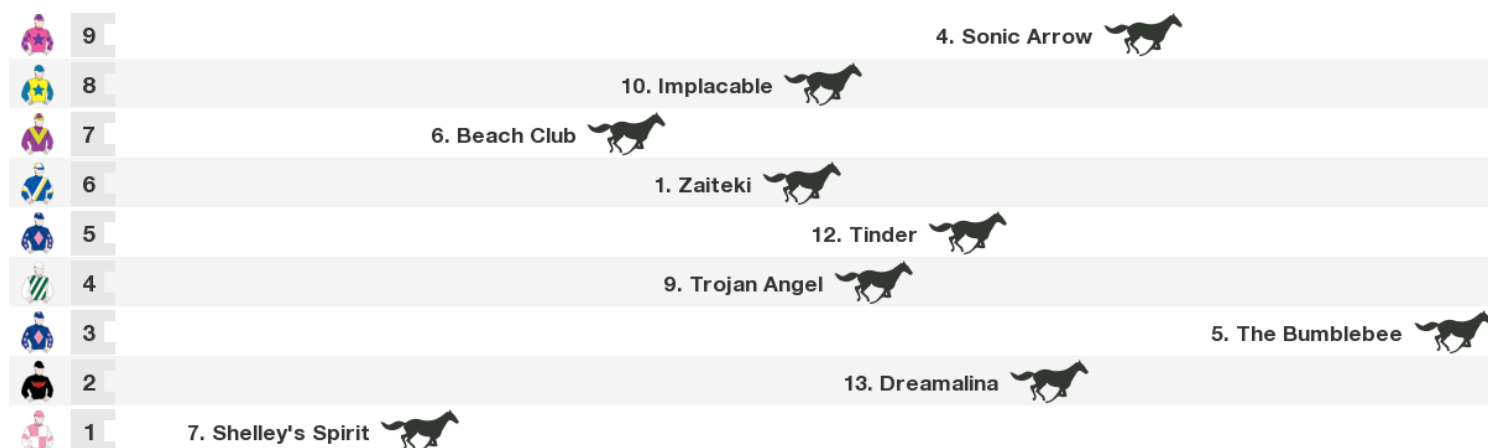 9 4. Sonic Arrow
8 10. Implacable
7 6. Beach Club
6 1. Zaiteki
5 12. Tinder
4 9. Trojan Angel
3 5. The Bumblebee
2 13. Dreamalina
1 7. Shelley's Spirit